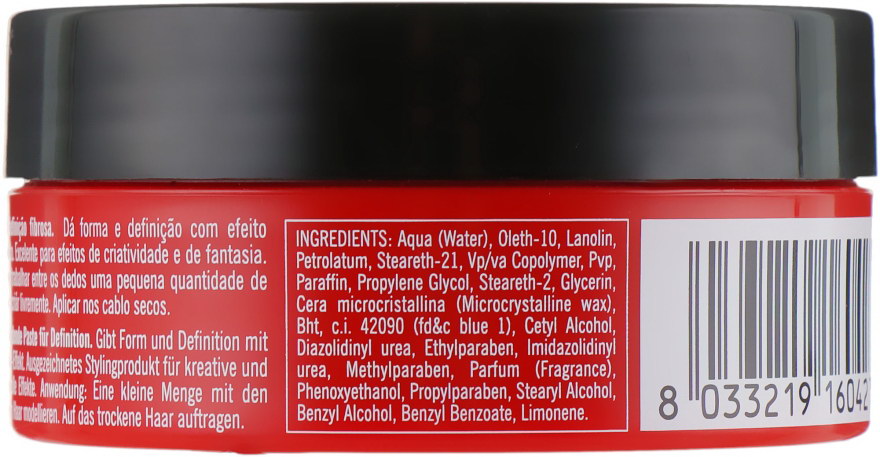 fibrosa. Dá forma e definição com efeito
Excelente para efeitos de criatividade e de fantasia.
entre os dedos uma pequena quantidade de
livremente. Aplicar nos cablo secos.
Paste für Definition. Gibt Form und Definition mit
Effekt. Ausgezeichnetes Stylingprodukt für kreative und
Effekte. Anwendung: Eine kleine Menge mit den
modellieren. Auf das trockene Haar auftragen.
INGREDIENTS: Aqua (Water), Oleth-10, Lanolin,
Petrolatum, Steareth-21, Vp/va Copolymer, Pvp,
Paraffin, Propylene Glycol, Steareth-2, Glycerin,
Cera microcristallina (Microcrystalline wax),
Bht, c.i. 42090 (fd&c blue 1), Cetyl Alcohol,
Diazolidinyl urea, Ethylparaben, Imidazolidinyl
urea, Methylparaben, Parfum (Fragrance),
Phenoxyethanol, Propylparaben, Stearyl Alcohol,
Benzyl Alcohol, Benzyl Benzoate, Limonene.
8 033219 16042